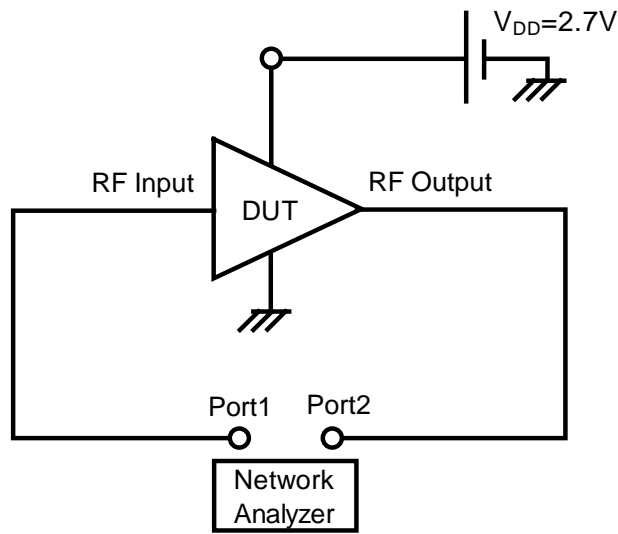 V_DD=2.7V
RF Input
RF Output
DUT
Port1
Port2
Network
Analyzer